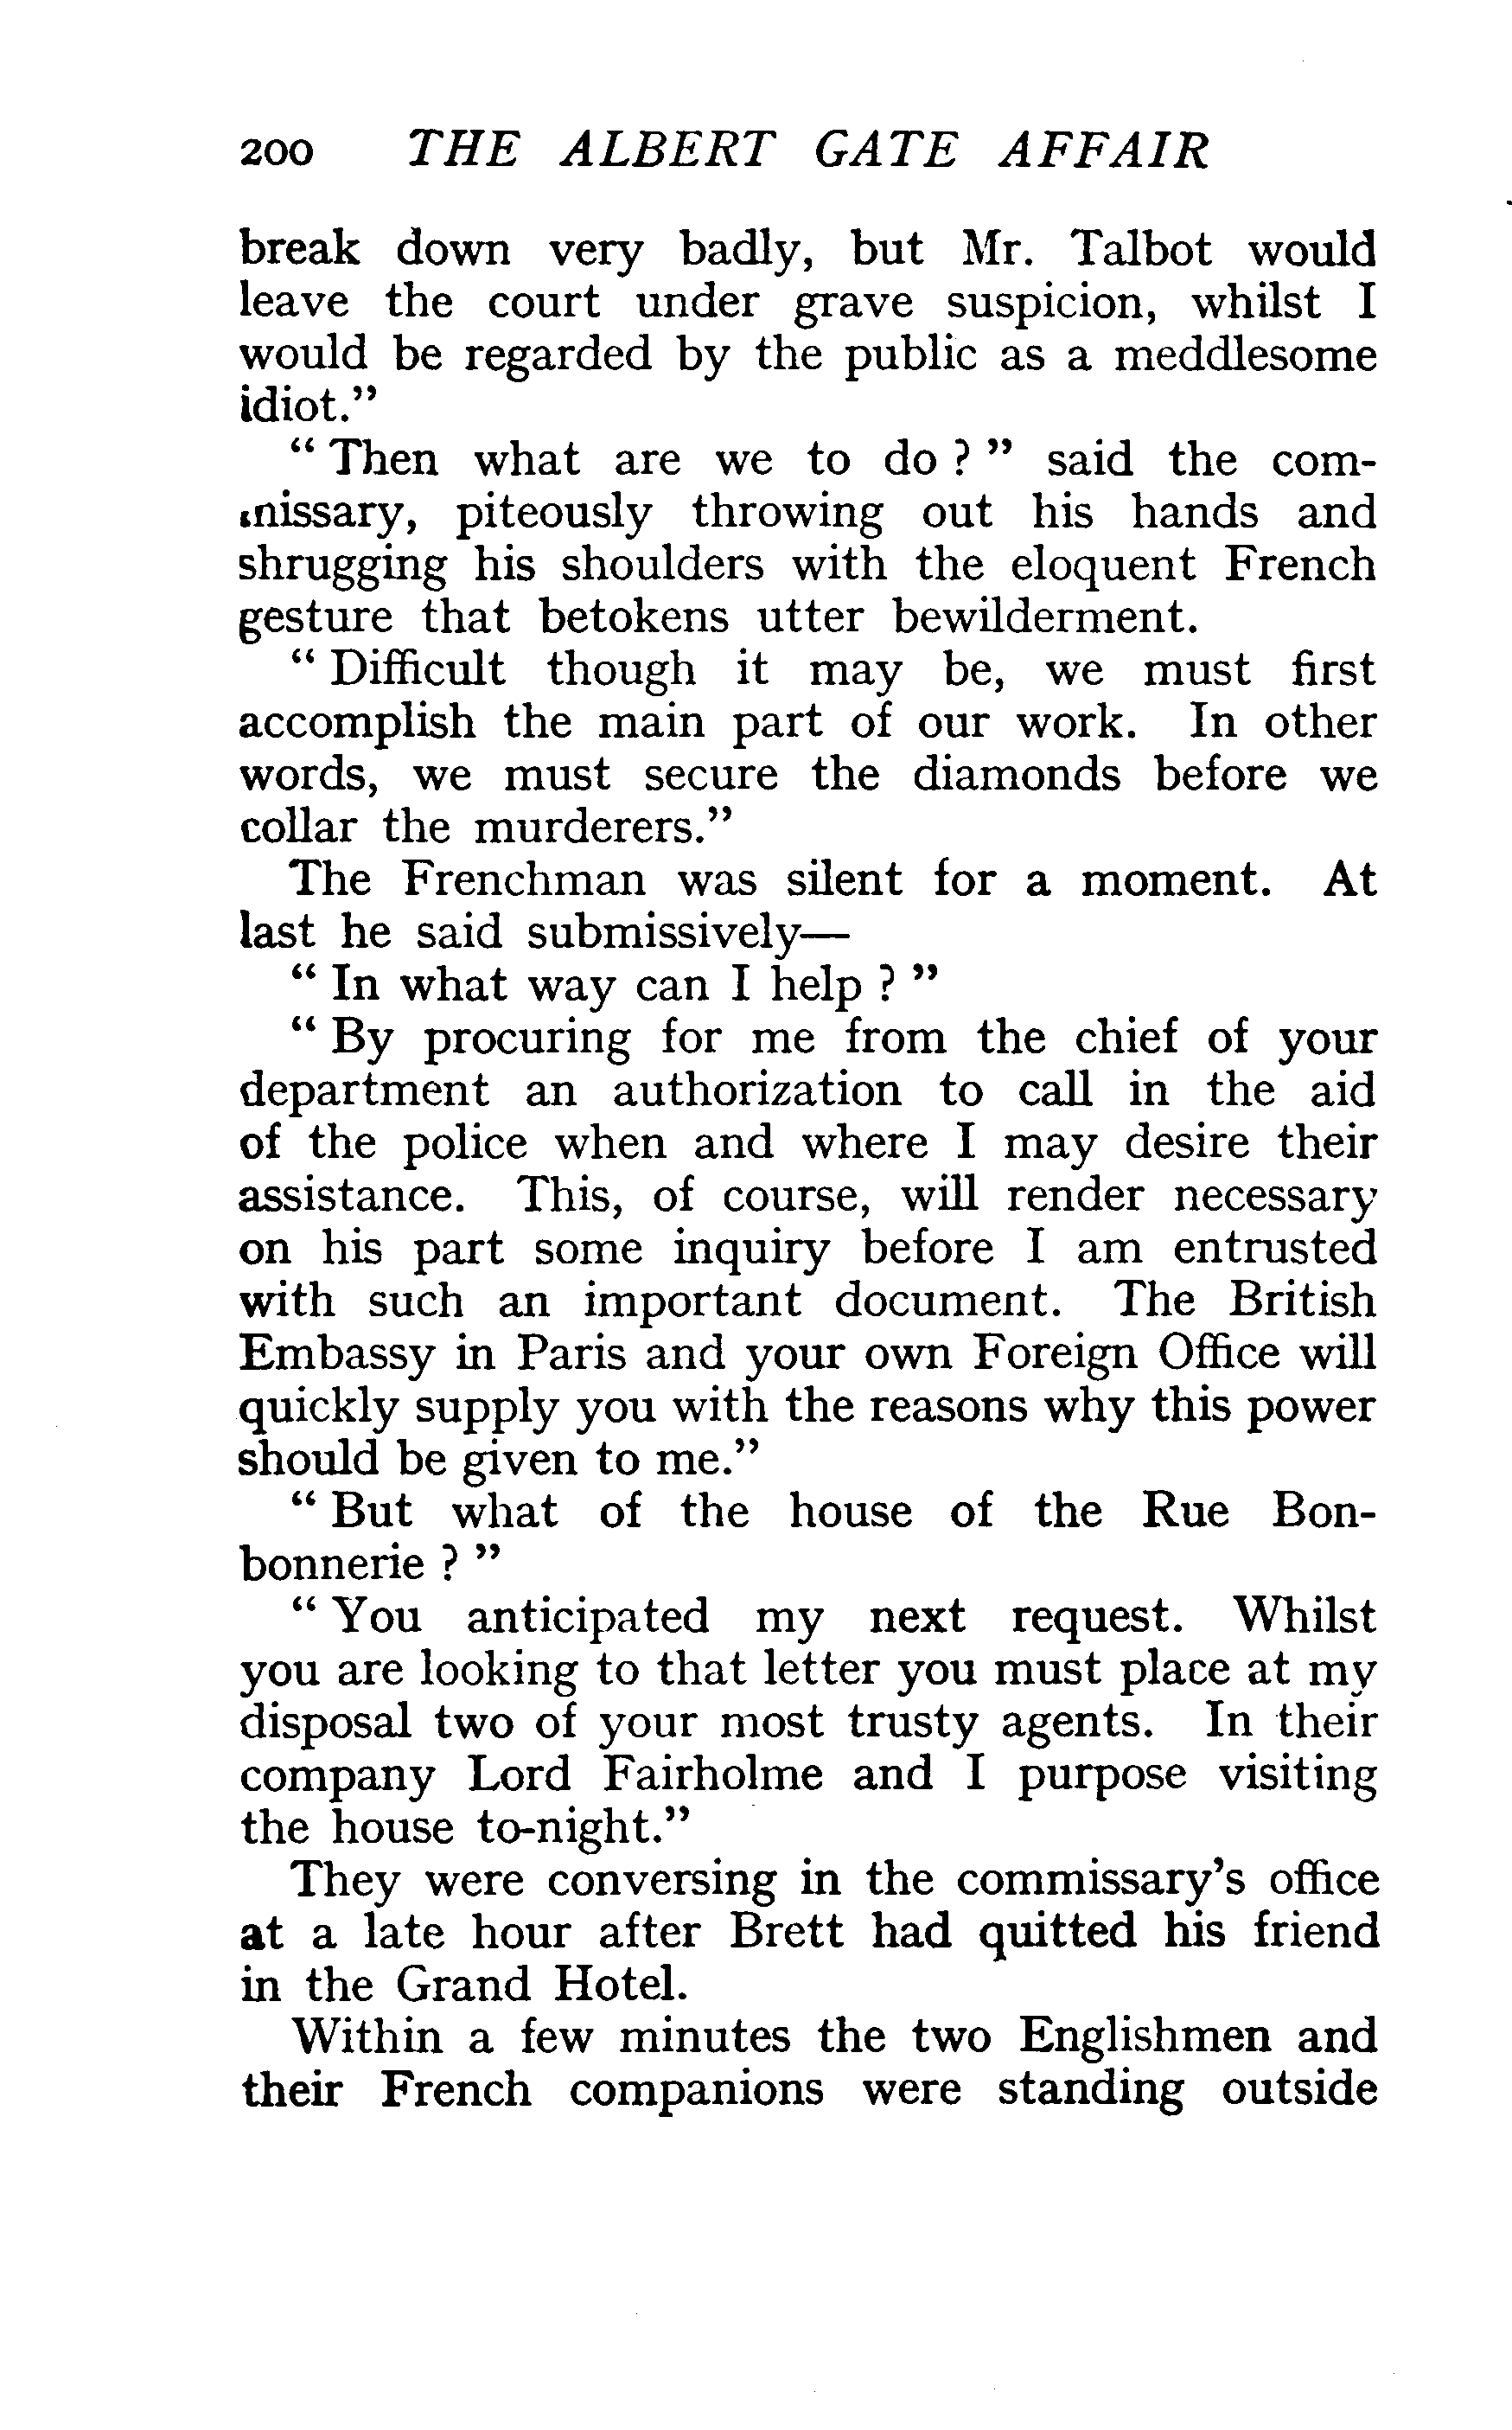 200 THE ALBERT GATE AFFAIR
break down very badly, but Mr. Talbot would
leave the court under grave suspicion, whilst I
would be regarded by the public as a meddlesome
idiot."
" Then what are we to do ? " said the com-
missary, piteously throwing out his hands and
shrugging his shoulders with the eloquent French
gesture that betokens utter bewilderment.
" Difficult though it may be, we must first
accomplish the main part of our work. In other
words, we must secure the diamonds before we
collar the murderers."
The Frenchman was silent for a moment. At
last he said submissively—
" In what way can I help ? "
" By procuring for me from the chief of your
department an authorization to call in the aid
of the police when and where I may desire their
assistance. This, of course, will render necessary
on his part some inquiry before I am entrusted
with such an important document. The British
Embassy in Paris and your own Foreign Office will
quickly supply you with the reasons why this power
should be given to me."
" But what of the house of the Rue Bon-
bonnerie ? "
" You anticipated my next request. Whilst
you are looking to that letter you must place at my
disposal two of your most trusty agents. In their
company Lord Fairholme and I purpose visiting
the house to-night."
They were conversing in the commissary's office
at a late hour after Brett had quitted his friend
in the Grand Hotel.
Within a few minutes the two Englishmen and
their French companions were standing outside